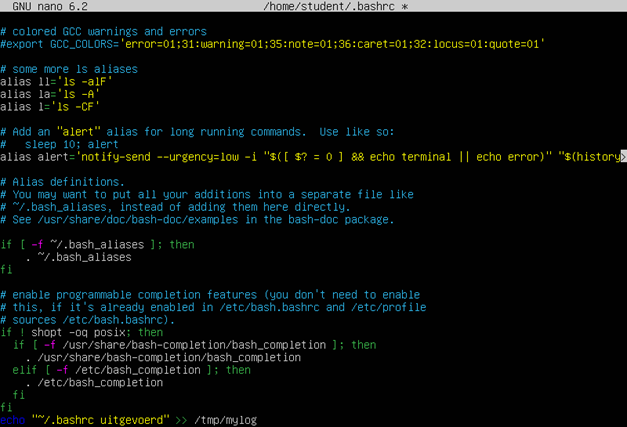 GNU nano 6.2 /home/student/.bashrc *
# colored GCC warnings and errors
#export GCC_COLORS='error=01;31:warning=01;35:note=01;36:caret=01;32:locus=01:quote=01'
# some more ls aliases
alias ll='ls -alF'
alias la='ls -A'
alias l='ls -CF'
# Add an "alert" alias for long running commands.  Use like so:
#   sleep 10; alert
alias alert='notify-send --urgency=low -i "$([ $? = 0 ] && echo terminal || echo error)" "$(history>
# Alias definitions.
# You may want to put all your additions into a separate file like
# ~/.bash_aliases, instead of adding them here directly.
# See /usr/share/doc/bash-doc/examples in the bash-doc package.
if [ -f ~/.bash_aliases ]; then
    . ~/.bash_aliases
fi
# enable programmable completion features (you don't need to enable
# this, if it's already enabled in /etc/bash.bashrc and /etc/profile
# sources /etc/bash.bashrc).
if ! shopt -oq posix; then
  if [ -f /usr/share/bash-completion/bash_completion ]; then
    . /usr/share/bash-completion/bash_completion
  elif [ -f /etc/bash_completion ]; then
    . /etc/bash_completion
  fi
fi
echo "~/.bashrc uitgevoerd" >> /tmp/mylog